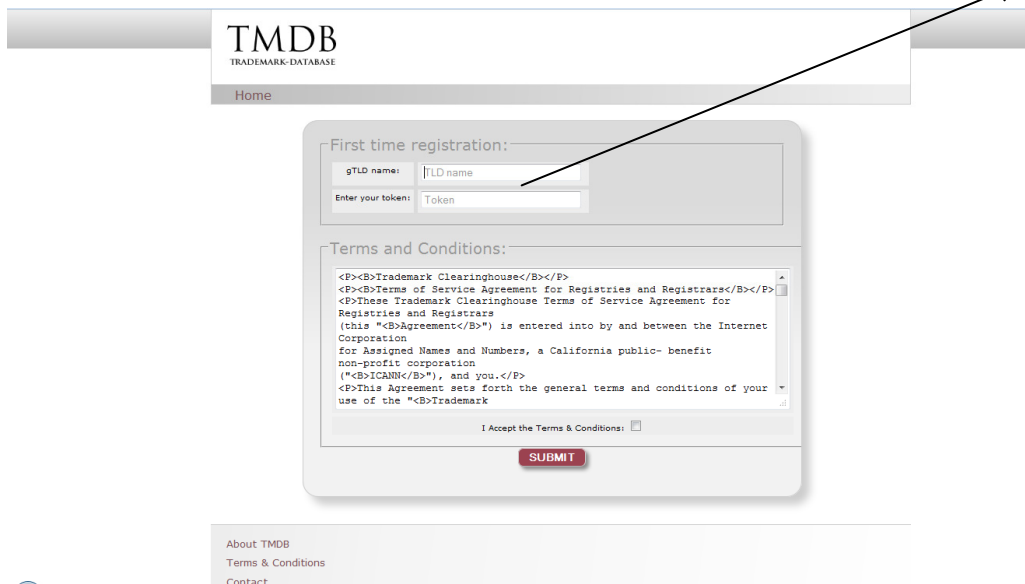 TMDB
TRADEMARK-DATABASE
Home
First time registration:
gTLD name:
TLD name
Enter your token:
Token
Terms and Conditions:
<P><B>Trademark Clearinghouse</B></P>
<P><B>Terms of Service Agreement for Registries and Registrars</B></P>
<P>These Trademark Clearinghouse Terms of Service Agreement for
Registries and Registrars
(this "<B>Agreement</B>") is entered into by and between the Internet
Corporation
for Assigned Names and Numbers, a California public- benefit
non-profit corporation
("<B>ICANN</B>"), and you.</P>
<P>This Agreement sets forth the general terms and conditions of your
use of the "<B>Trademark
I Accept the Terms & Conditions:
SUBMIT
About TMDB
Terms & Conditions
Contact